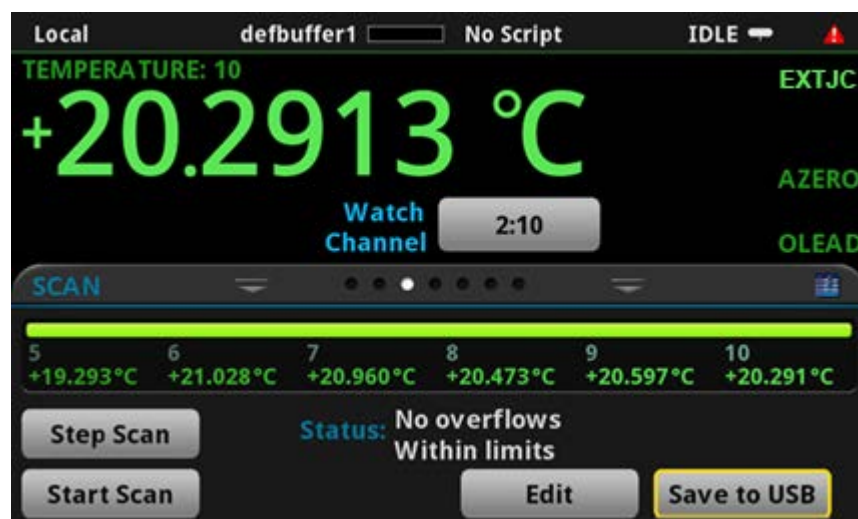 Local defbuffer1 No Script IDLE
TEMPERATURE: 10
EXTJC
+20.2913 °C
AZERO
Watch
Channel
2:10
OLEAD
SCAN
5 6 7 8 9 10
+19.293°C +21.028°C +20.960°C +20.473°C +20.597°C +20.291°C
Step Scan
Status: No overflows
Within limits
Start Scan Edit Save to USB